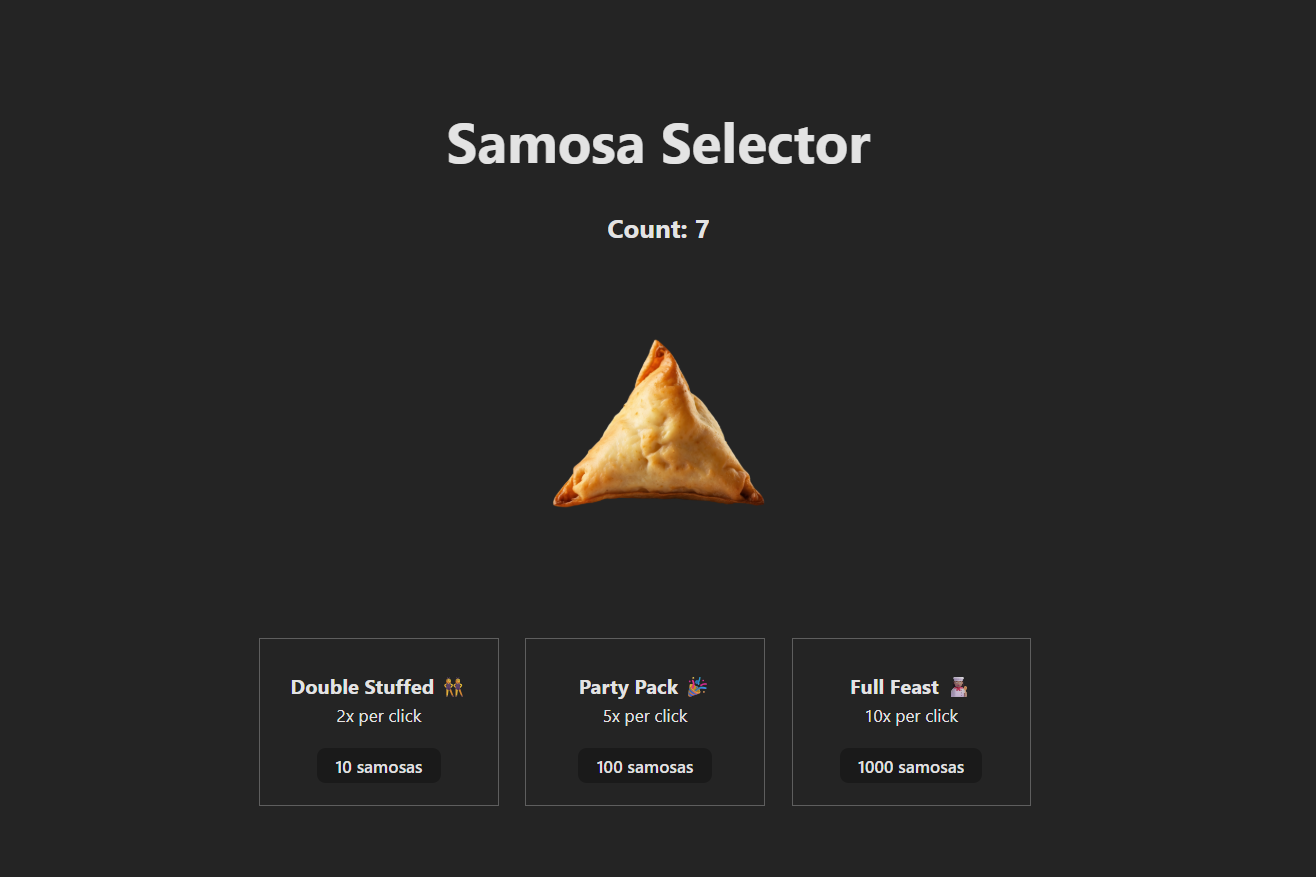 Samosa Selector
Count: 7
Double Stuffed 👯
2x per click
10 samosas
Party Pack 🎉
5x per click
100 samosas
Full Feast 👩🏽‍🍳
10x per click
1000 samosas